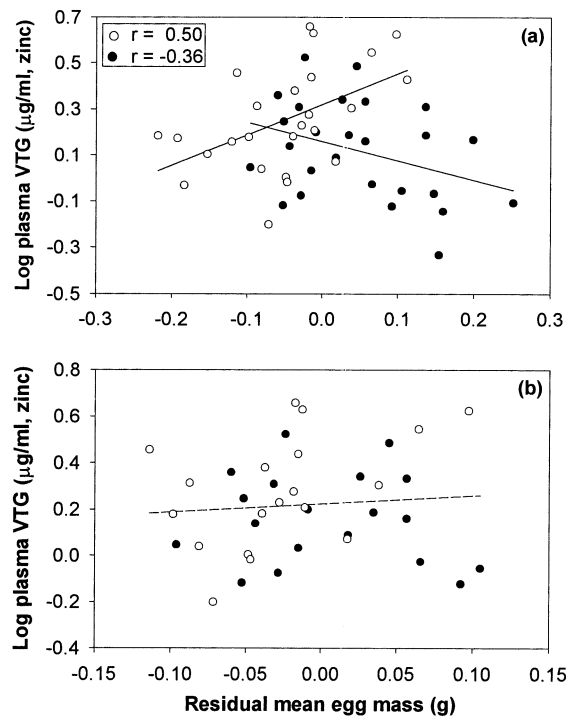 (a)
○ r = 0.50
● r = -0.36
Log plasma VTG (μg/ml, zinc)
0.7
0.5
0.3
0.1
-0.1
-0.3
-0.5
-0.3 -0.2 -0.1 0.0 0.1 0.2 0.3
(b)
Log plasma VTG (μg/ml, zinc)
0.8
0.6
0.4
0.2
0.0
-0.2
-0.4
-0.15 -0.10 -0.05 0.00 0.05 0.10 0.15
Residual mean egg mass (g)